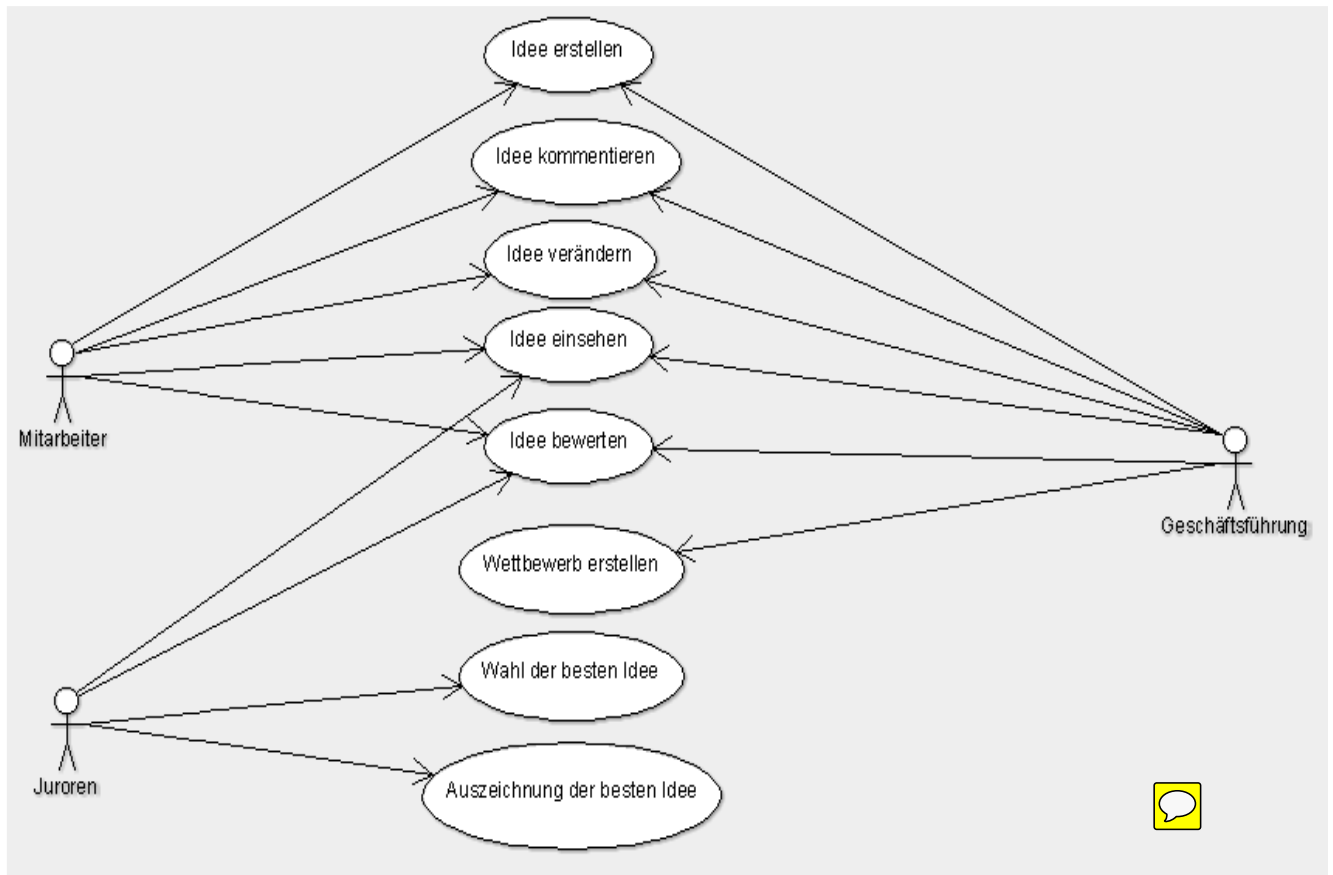 Idee erstellen
Idee kommentieren
Idee verändern
Idee einsehen
Mitarbeiter
Idee bewerten
Geschäftsführung
Wettbewerb erstellen
Wahl der besten Idee
Juroren
Auszeichnung der besten Idee